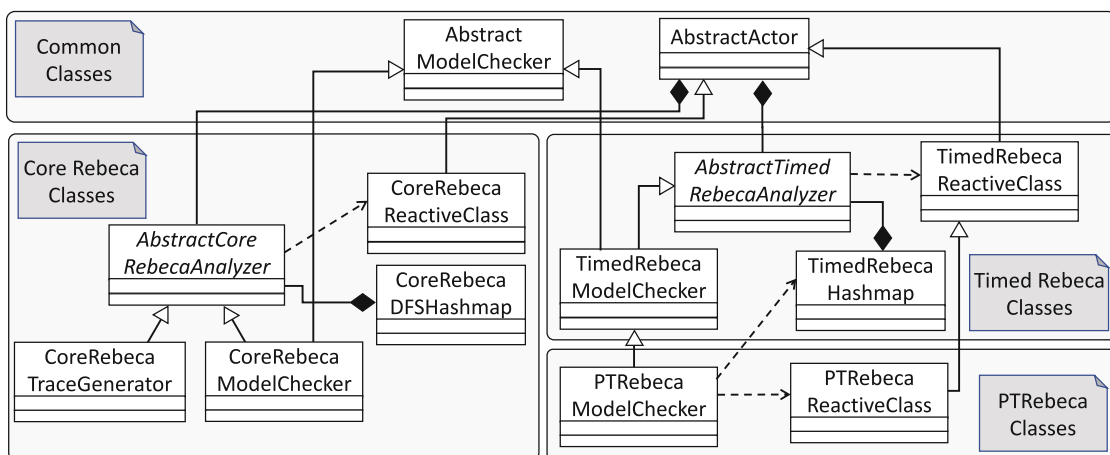 Common
Classes
Abstract
ModelChecker
AbstractActor
Core Rebeca
Classes
CoreRebeca
ReactiveClass
AbstractCore
RebecaAnalyzer
CoreRebeca
DFSHashmap
CoreRebeca
TraceGenerator
CoreRebeca
ModelChecker
AbstractTimed
RebecaAnalyzer
TimedRebeca
ReactiveClass
TimedRebeca
ModelChecker
TimedRebeca
Hashmap
Timed Rebeca
Classes
PTRebeca
ModelChecker
PTRebeca
ReactiveClass
PTRebeca
Classes